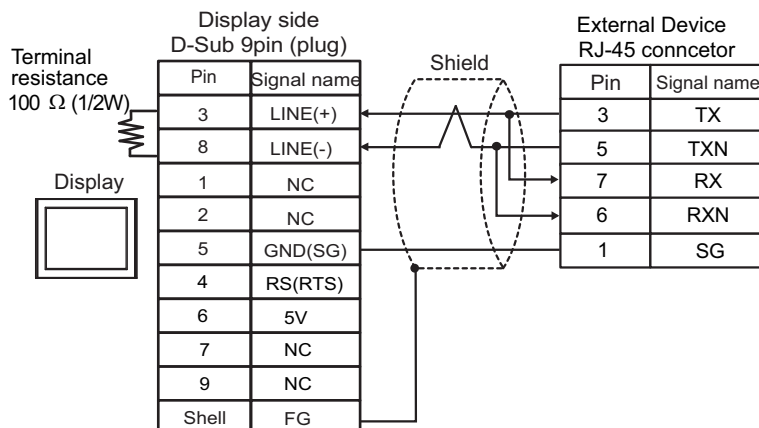 Display side
D-Sub 9pin (plug)
External Device
RJ-45 conncetor
Terminal
resistance
100 Ω (1/2W)
Shield
Display
Pin Signal name
3 LINE(+)
8 LINE(-)
1 NC
2 NC
5 GND(SG)
4 RS(RTS)
6 5V
7 NC
9 NC
Shell FG
Pin Signal name
3 TX
5 TXN
7 RX
6 RXN
1 SG